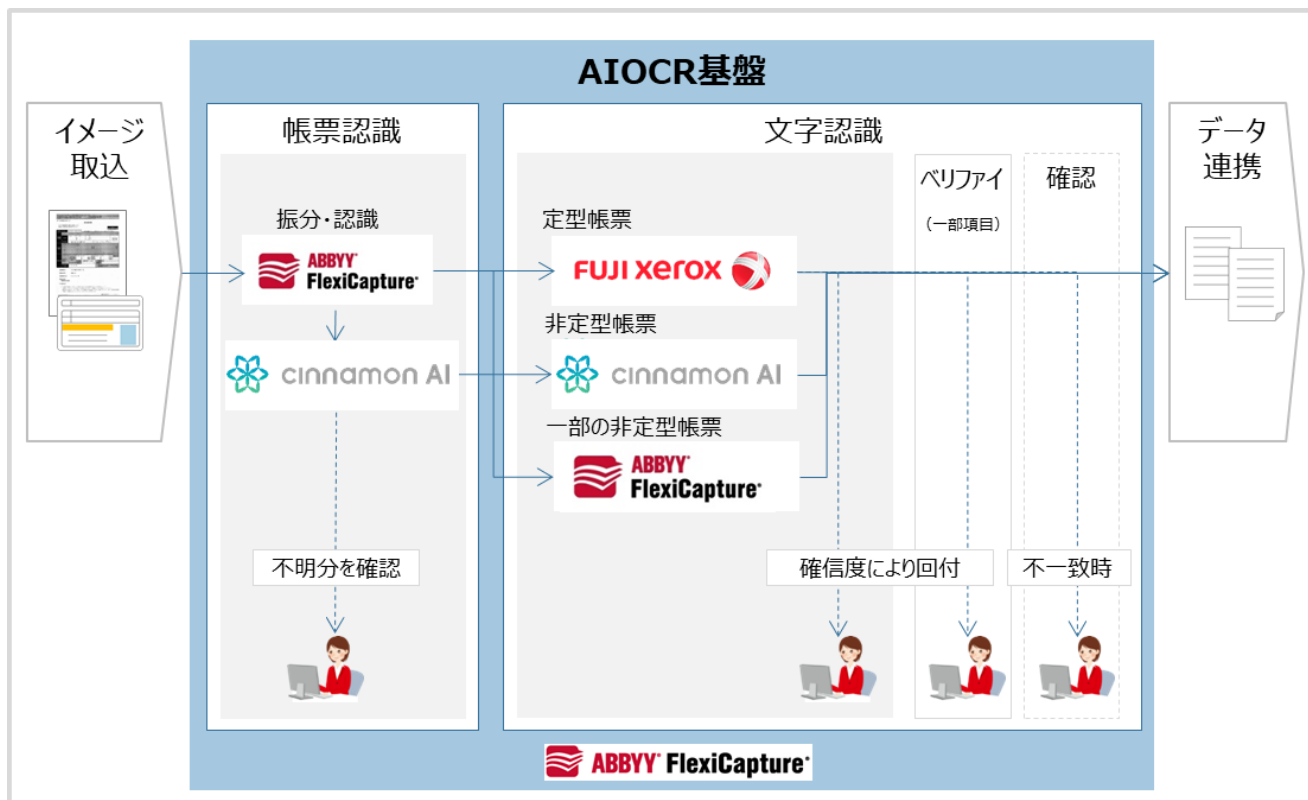 AIOCR基盤
イメージ
取込
帳票認識
振分・認識
ABBYY®
FlexiCapture®
cinnamon AI
不明分を確認
文字認識
定型帳票
FUJI XEROX
非定型帳票
cinnamon AI
一部の非定型帳票
ABBYY®
FlexiCapture®
確信度により回付
ベリファイ
(一部項目)
確認
不一致時
データ
連携
ABBYY® FlexiCapture®